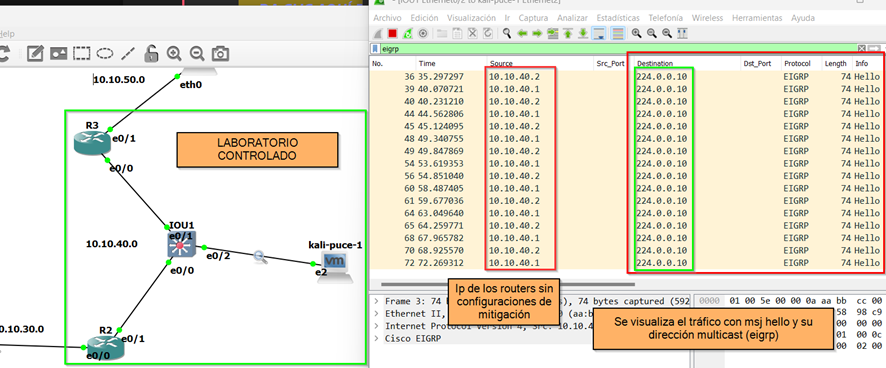 [IOU1 Ethernet0/2 to kali-puce-1 Ethernet2]
Help
10.10.50.0
eth0
R3
e0/1
LABORATORIO
CONTROLADO
e0/0
10.10.40.0
IOU1
e0/1
e0/2
e0/0
kali-puce-1
vm
e2
R2
e0/1
e0/0
0.10.30.0
Archivo Edición Visualización Ir Captura Analizar Estadísticas Telefonía Wireless Herramientas Ayuda
eigrp
No. Time Source Src_Port Destination Dst_Port Protocol Length Info
36 35.297297 10.10.40.2 224.0.0.10 EIGRP 74 Hello
39 40.070721 10.10.40.1 224.0.0.10 EIGRP 74 Hello
40 40.231210 10.10.40.2 224.0.0.10 EIGRP 74 Hello
44 44.562806 10.10.40.1 224.0.0.10 EIGRP 74 Hello
45 45.124095 10.10.40.2 224.0.0.10 EIGRP 74 Hello
48 49.340755 10.10.40.1 224.0.0.10 EIGRP 74 Hello
49 49.847869 10.10.40.2 224.0.0.10 EIGRP 74 Hello
54 53.619353 10.10.40.1 224.0.0.10 EIGRP 74 Hello
56 54.851040 10.10.40.2 224.0.0.10 EIGRP 74 Hello
60 58.487405 10.10.40.1 224.0.0.10 EIGRP 74 Hello
61 59.677036 10.10.40.2 224.0.0.10 EIGRP 74 Hello
64 63.049640 10.10.40.1 224.0.0.10 EIGRP 74 Hello
65 64.259771 10.10.40.2 224.0.0.10 EIGRP 74 Hello
68 67.965782 10.10.40.1 224.0.0.10 EIGRP 74 Hello
70 68.925570 10.10.40.2 224.0.0.10 EIGRP 74 Hello
72 72.269312 10.10.40.1 224.0.0.10 EIGRP 74 Hello
Ip de los routers sin
configuraciones de
mitigación
Frame 3: 74 b
), 74 bytes captured (592
Ethernet II,
0 (aa:b
Internet Protocol Version 4, Src: 10.10.4
Cisco EIGRP
0000 01 00 5e 00 00 0a aa bb cc 00
58 98 c9
00 00 00
01 00 0c
00 02 00
Se visualiza el tráfico con msj hello y su
dirección multicast (eigrp)